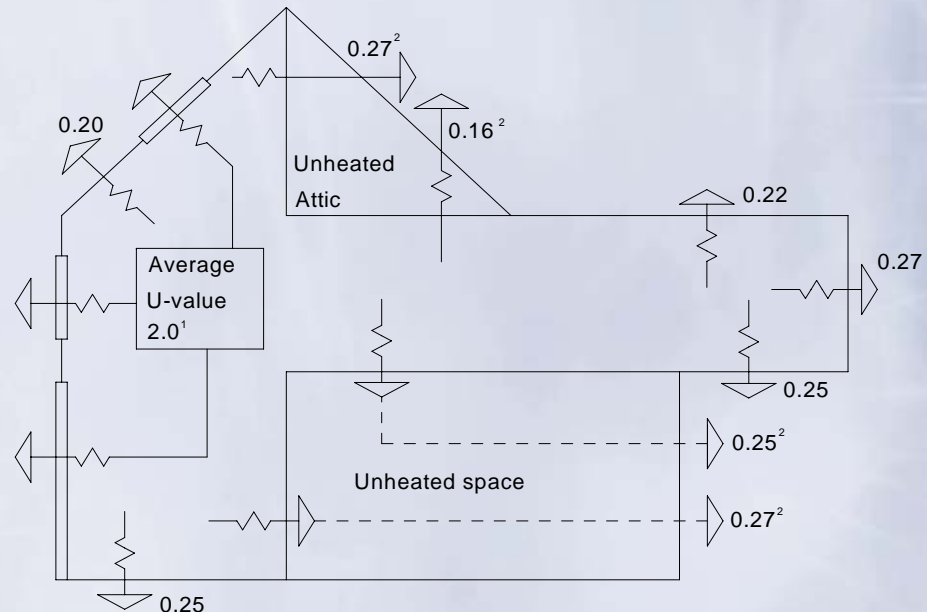 0.27²
0.20
0.16²
Unheated
Attic
0.22
Average
U-value
2.0¹
0.27
0.25
0.25²
Unheated space
0.27²
0.25